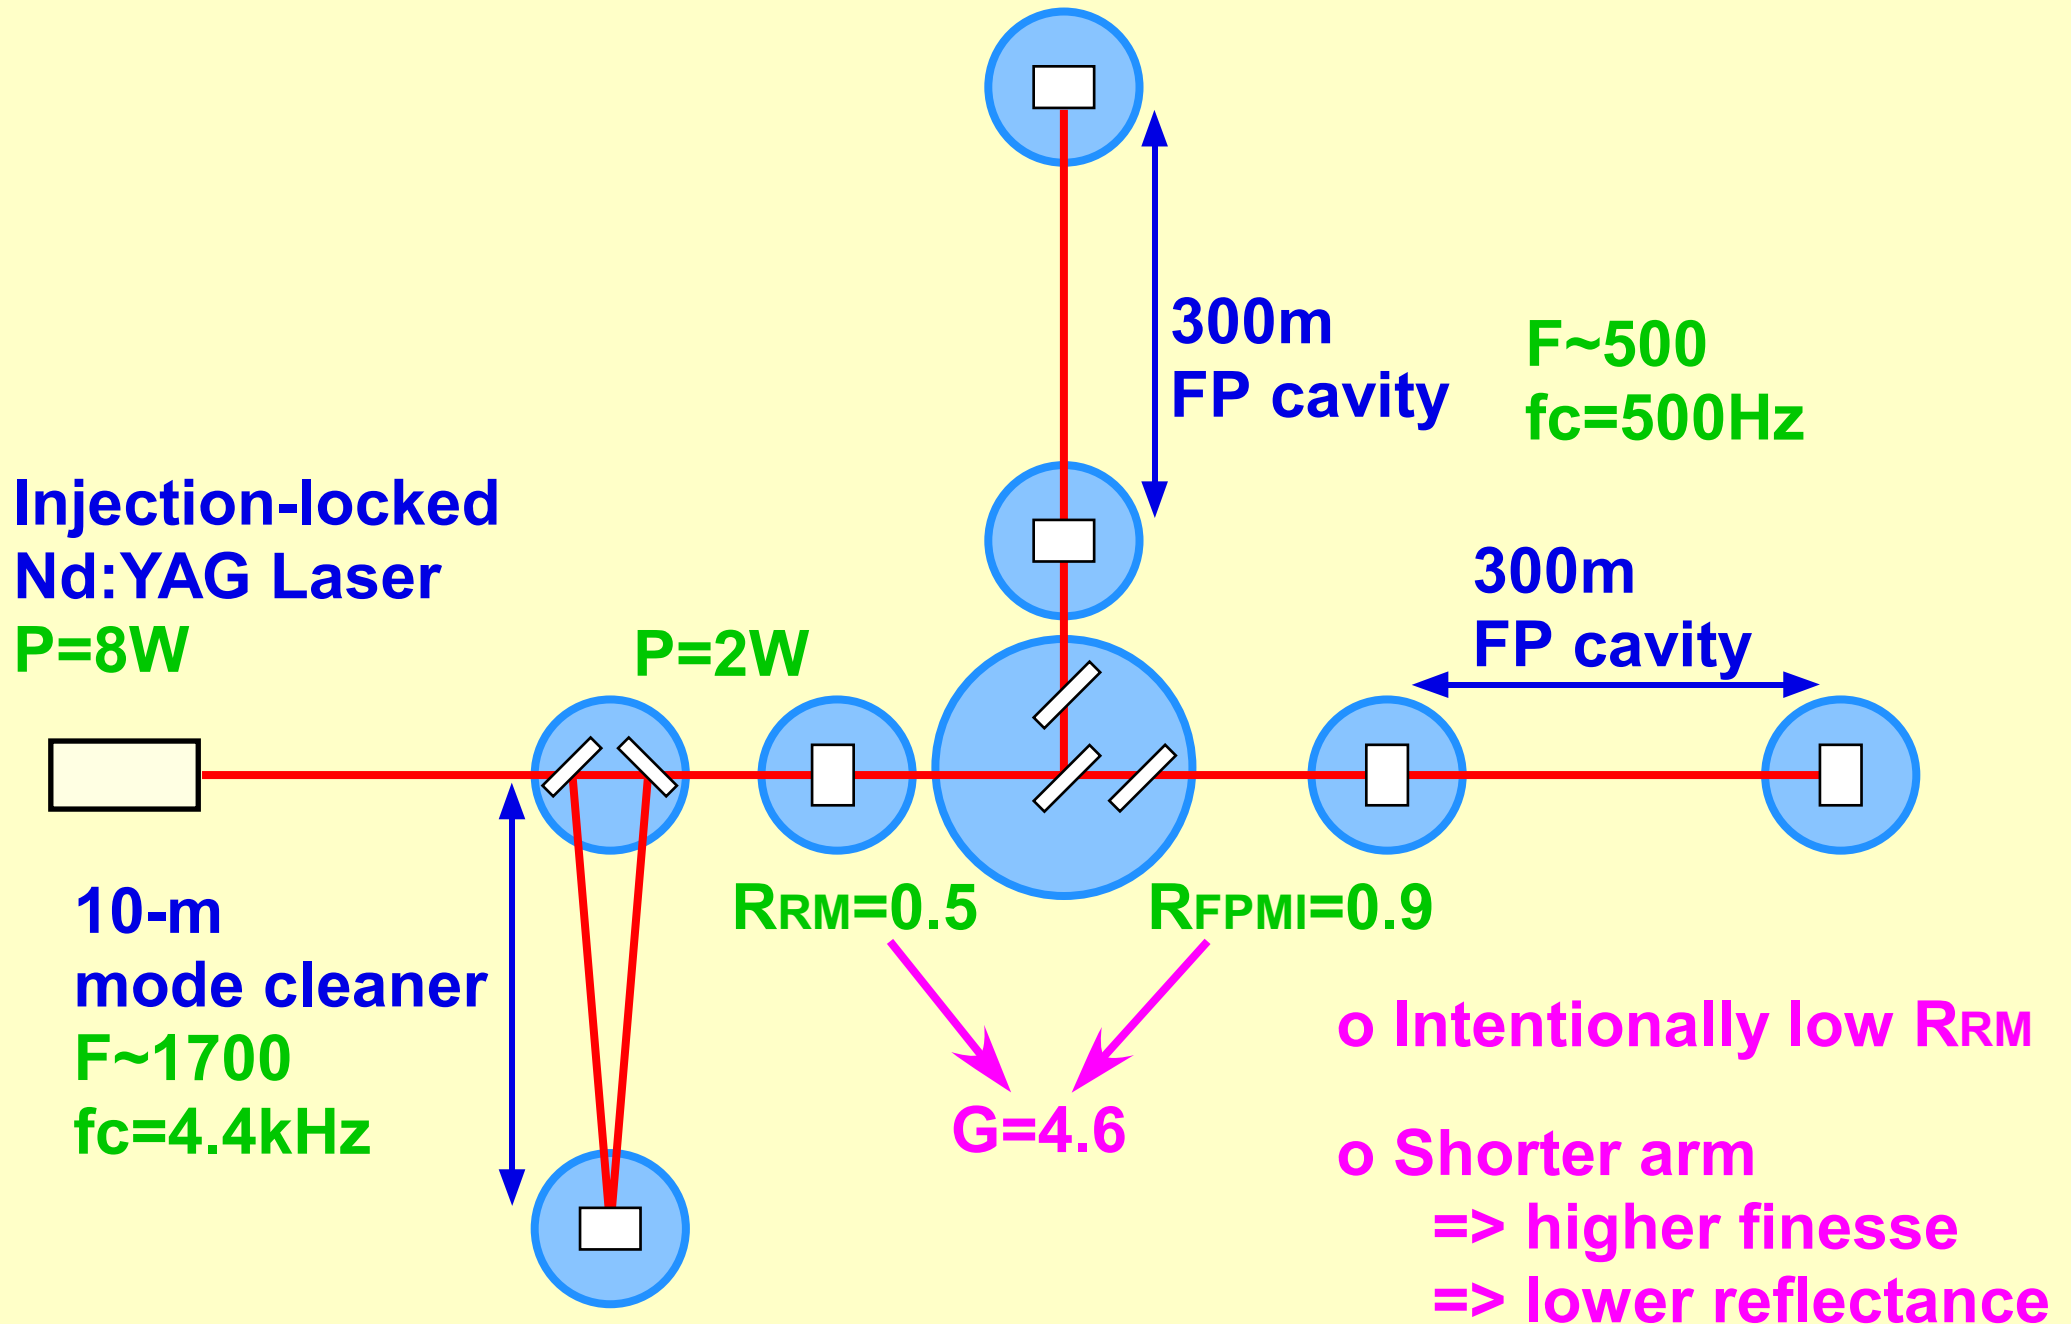 300m
FP cavity
F~500
fc=500Hz
Injection-locked
Nd:YAG Laser
P=8W
P=2W
300m
FP cavity
10-m
mode cleaner
F~1700
fc=4.4kHz
RRM=0.5
RFPMI=0.9
G=4.6
o Intentionally low RRM
o Shorter arm
=> higher finesse
=> lower reflectance